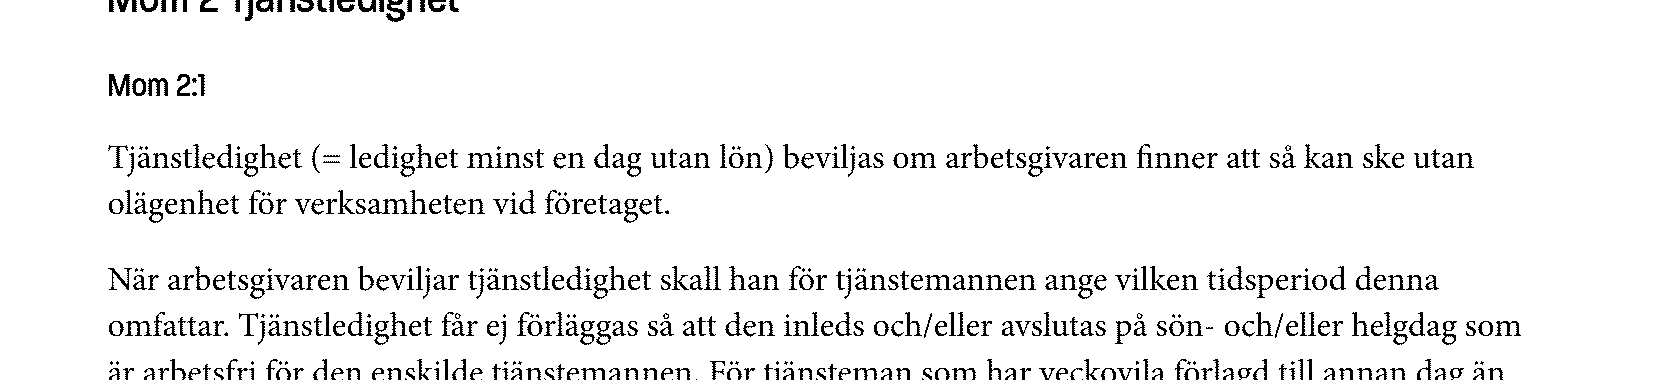 Mom 2 Tjänstledighet
Mom 2:1
Tjänstledighet (= ledighet minst en dag utan lön) beviljas om arbetsgivaren finner att så kan ske utan
olägenhet för verksamheten vid företaget.
När arbetsgivaren beviljar tjänstledighet skall han för tjänstemannen ange vilken tidsperiod denna
omfattar. Tjänstledighet får ej förläggas så att den inleds och/eller avslutas på sön- och/eller helgdag som
är arbetsfri för den enskilde tjänstemannen. För tjänsteman som har veckovila förlagd till annan dag än